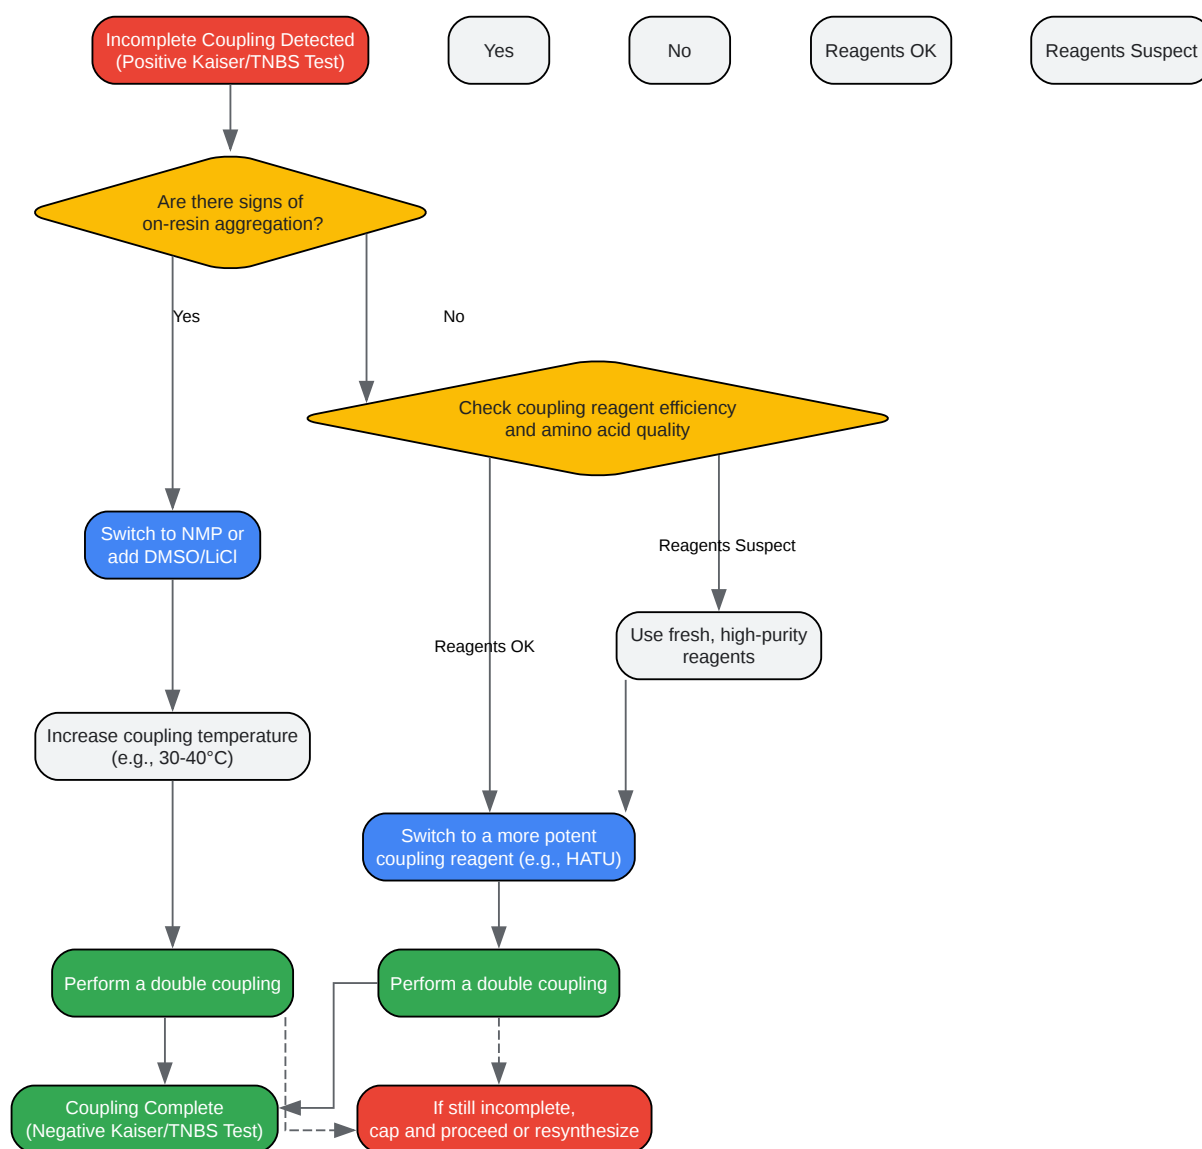 Incomplete Coupling Detected
(Positive Kaiser/TNBS Test)
Yes
No
Reagents OK
Reagents Suspect
Are there signs of
on-resin aggregation?
Yes
No
Check coupling reagent efficiency
and amino acid quality
Switch to NMP or
add DMSO/LiCl
Reagents Suspect
Use fresh, high-purity
reagents
Reagents OK
Increase coupling temperature
(e.g., 30-40°C)
Switch to a more potent
coupling reagent (e.g., HATU)
Perform a double coupling
Perform a double coupling
Coupling Complete
(Negative Kaiser/TNBS Test)
If still incomplete,
cap and proceed or resynthesize